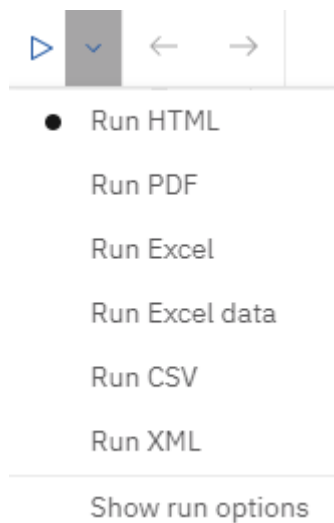 Run HTML
Run PDF
Run Excel
Run Excel data
Run CSV
Run XML
Show run options